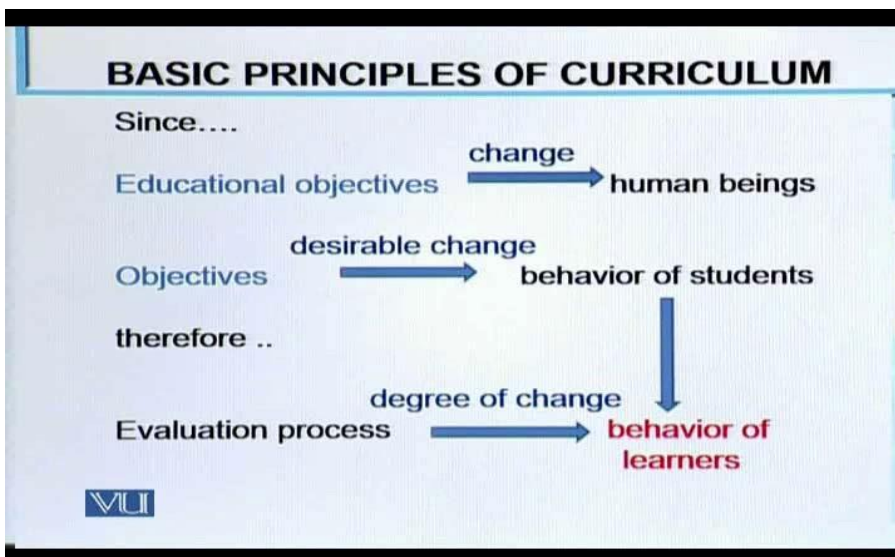 BASIC PRINCIPLES OF CURRICULUM
Since....
change
Educational objectives human beings
desirable change
Objectives behavior of students
therefore ..
degree of change
Evaluation process behavior of
learners
VU